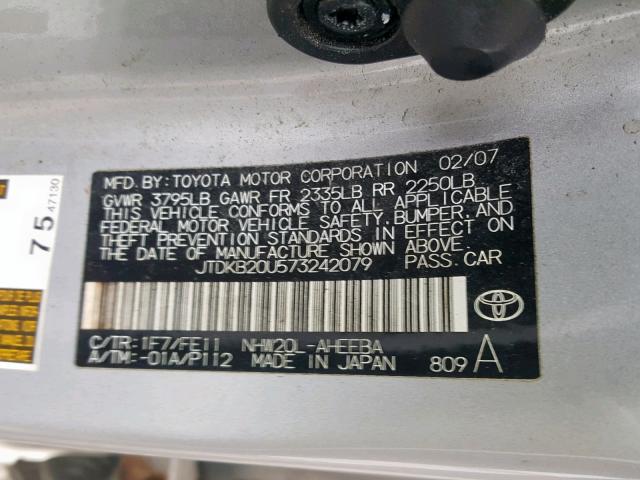 MFD. BY: TOYOTA MOTOR CORPORATION 02/07
GVWR 3795LB GAWR FR 2335LB RR 2250LB
THIS VEHICLE CONFORMS TO ALL APPLICABLE
FEDERAL MOTOR VEHICLE SAFETY, BUMPER, AND
THEFT PREVENTION STANDARDS IN EFFECT ON
THE DATE OF MANUFACTURE SHOWN ABOVE.
JTDKB20U573242079 PASS. CAR
C/TR: 1F7/FE11 NHW20L-AHEEBA
A/TM: -01A/P112 MADE IN JAPAN 809 A
TOYOTA
75 47130